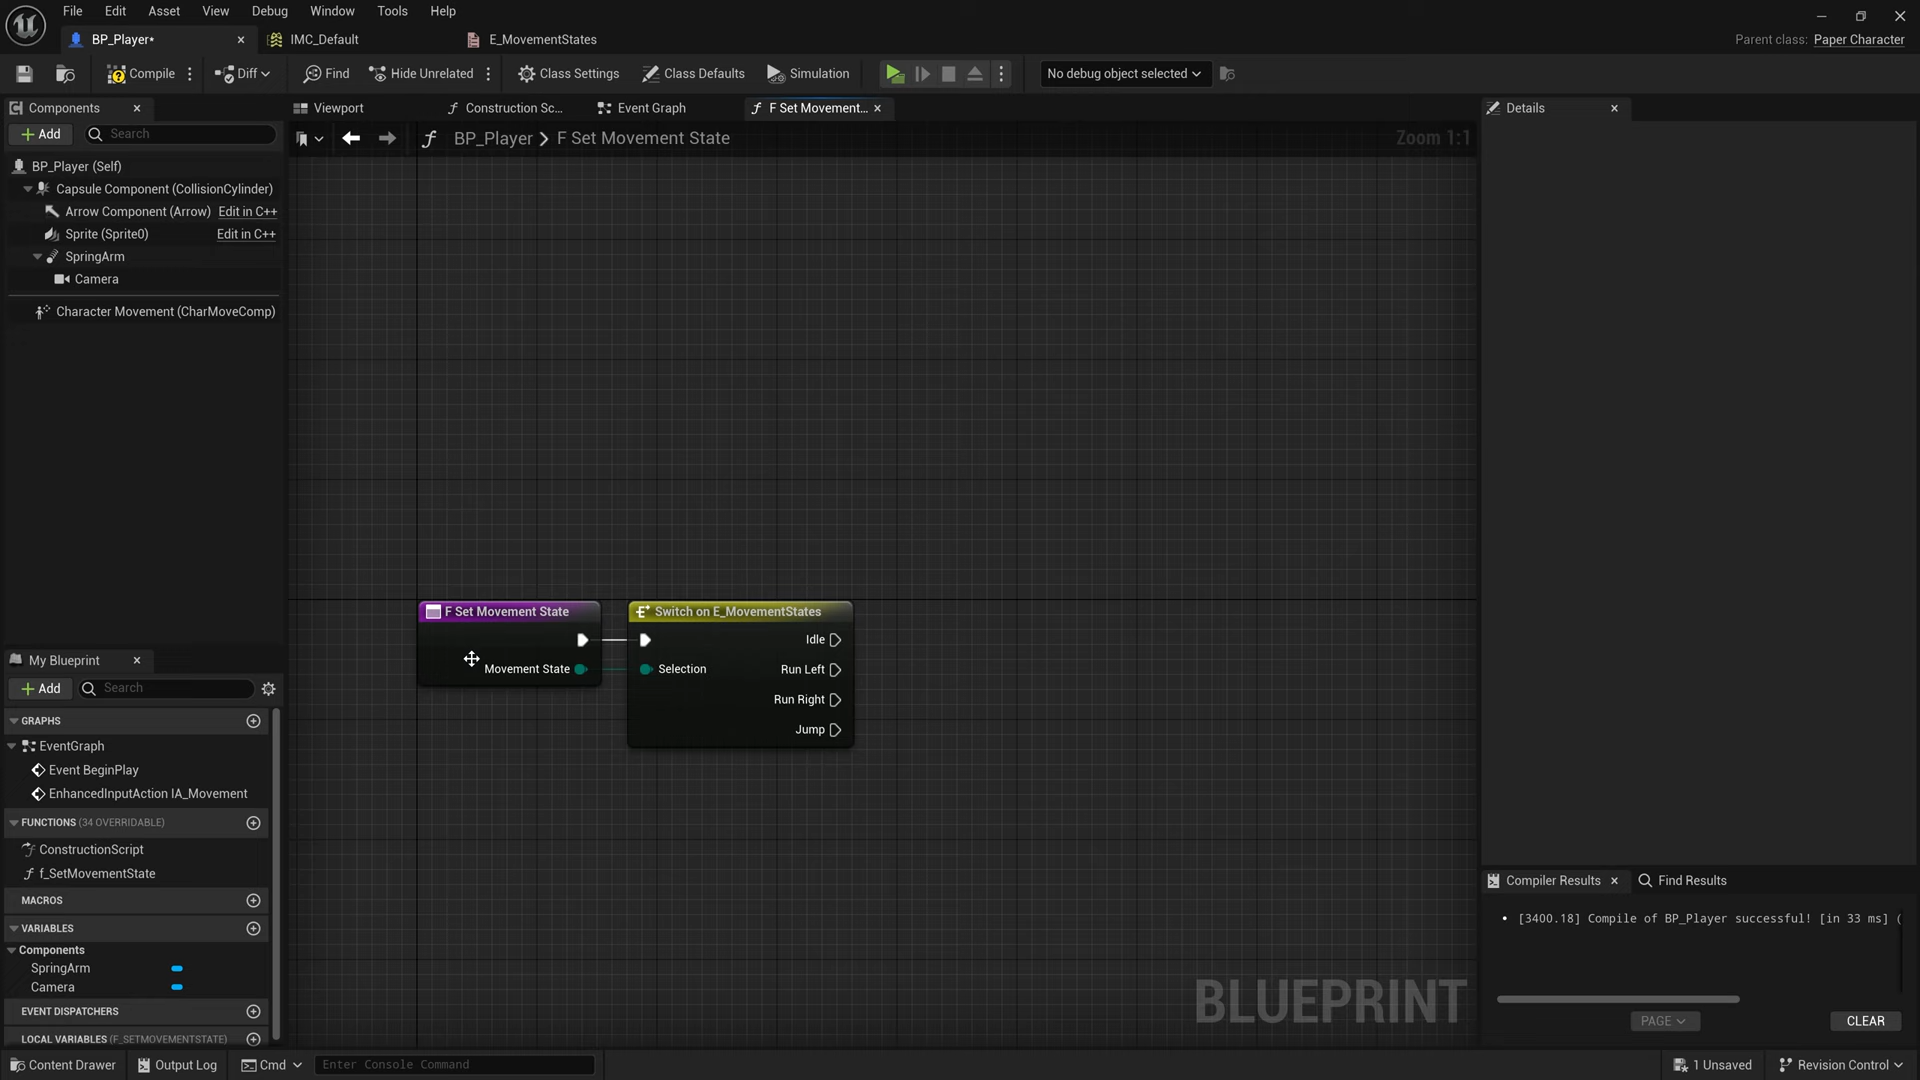 File Edit Asset View Debug Window Tools Help
BP_Player* IMC_Default E_MovementStates Parent class: Paper Character
Compile Diff Find Hide Unrelated Class Settings Class Defaults Simulation No debug object selected
Components Viewport Construction Sc... Event Graph F Set Movement... Details
Add Search BP_Player > F Set Movement State Zoom 1:1
BP_Player (Self)
Capsule Component (CollisionCylinder)
Arrow Component (Arrow) Edit in C++
Sprite (Sprite0) Edit in C++
SpringArm
Camera
Character Movement (CharMoveComp)
F Set Movement State Switch on E_MovementStates
Idle
Movement State Selection Run Left
Run Right
Jump
My Blueprint
Add Search
GRAPHS
EventGraph
Event BeginPlay
EnhancedInputAction IA_Movement
FUNCTIONS (34 OVERRIDABLE)
ConstructionScript
f_SetMovementState
MACROS
VARIABLES
Components
SpringArm
Camera
EVENT DISPATCHERS
LOCAL VARIABLES (F_SETMOVEMENTSTATE)
Compiler Results Find Results
• [3400.18] Compile of BP_Player successful! [in 33 ms] (
BLUEPRINT
PAGE CLEAR
Content Drawer Output Log Cmd Enter Console Command 1 Unsaved Revision Control